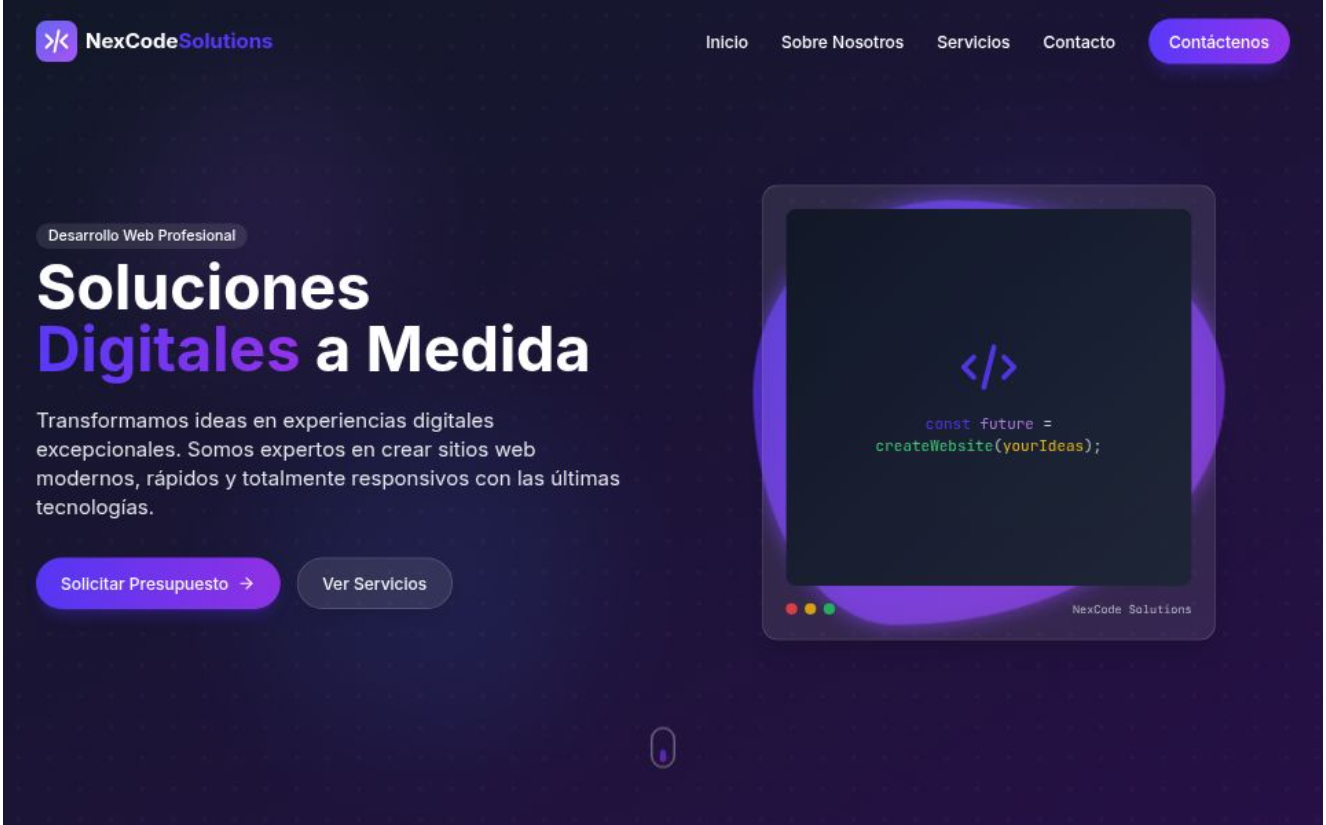 NexCodeSolutions
Inicio
Sobre Nosotros
Servicios
Contacto
Contáctenos
Desarrollo Web Profesional
Soluciones
Digitales a Medida
Transformamos ideas en experiencias digitales
excepcionales. Somos expertos en crear sitios web
modernos, rápidos y totalmente responsivos con las últimas
tecnologías.
Solicitar Presupuesto →
Ver Servicios
</>
const future =
createWebsite(yourIdeas);
NexCode Solutions